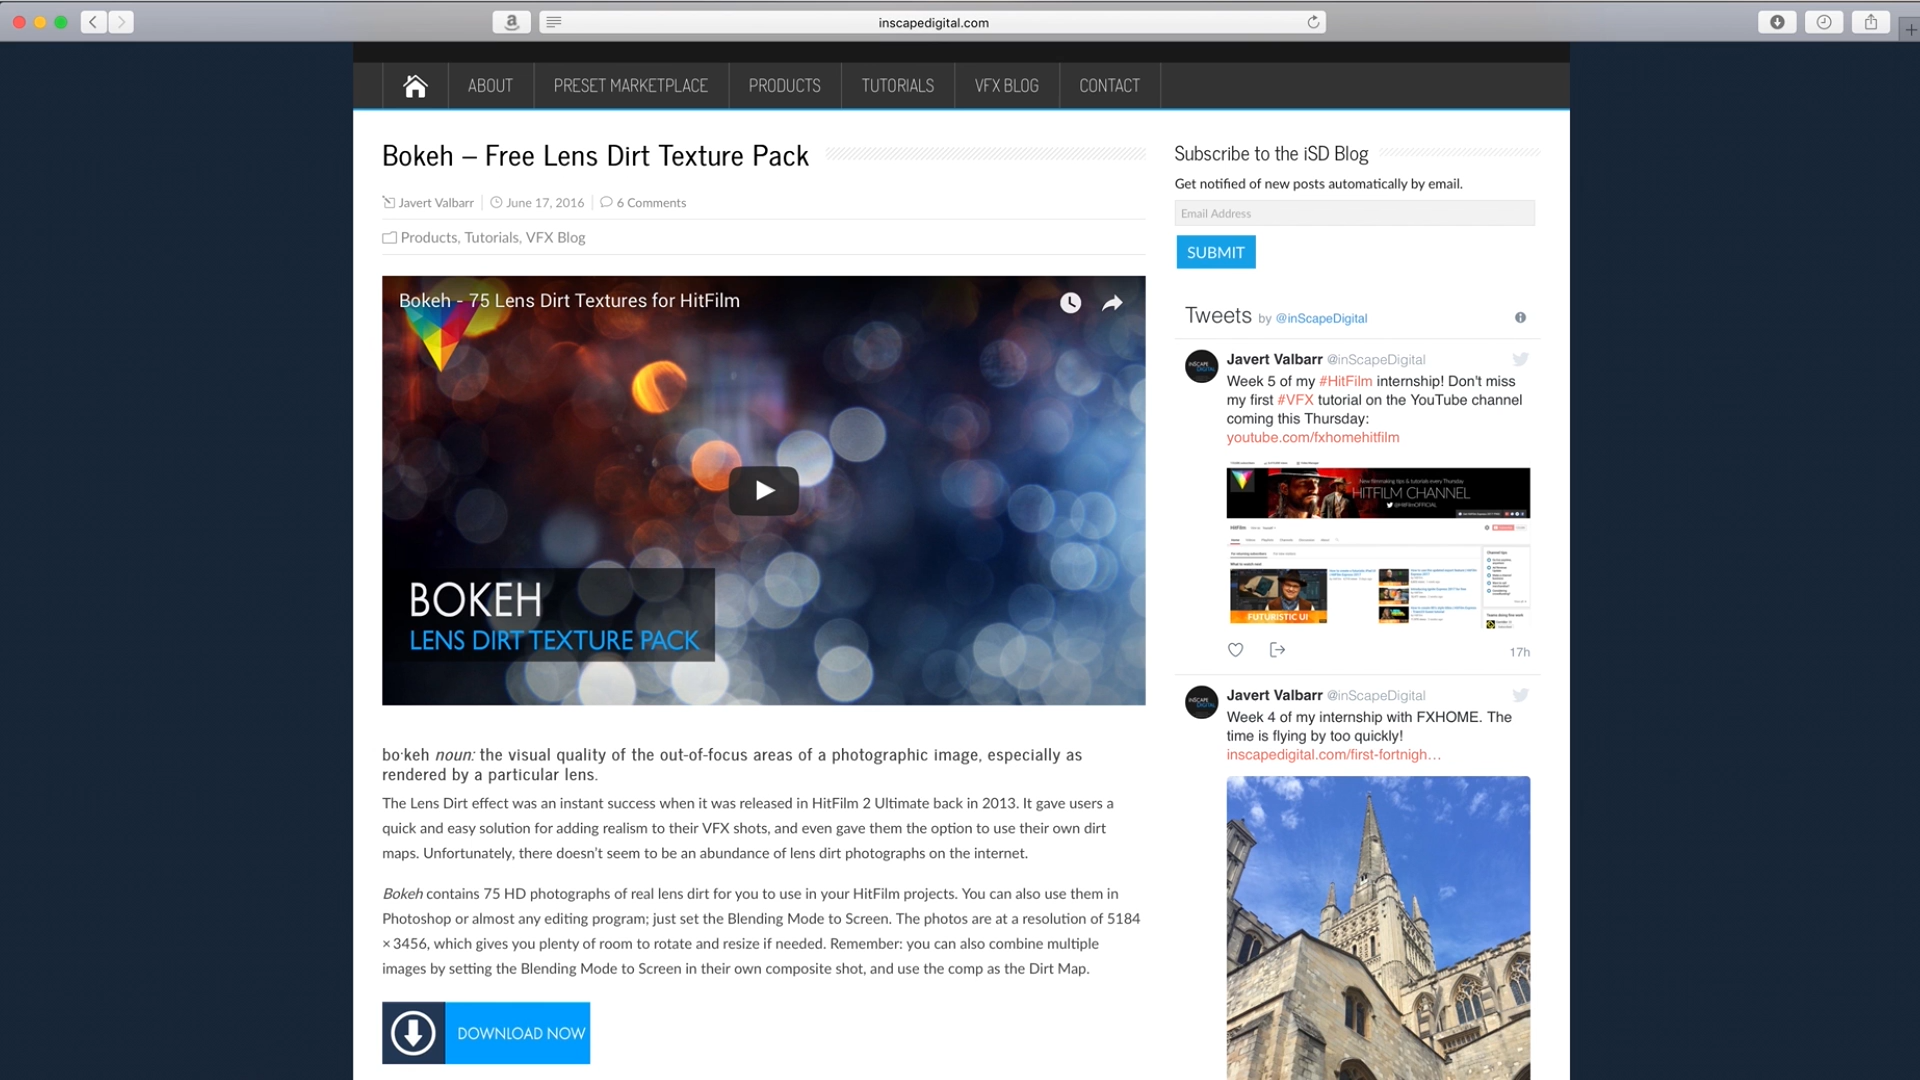 inscapedigital.com
ABOUT
PRESET MARKETPLACE
PRODUCTS
TUTORIALS
VFX BLOG
CONTACT
Bokeh – Free Lens Dirt Texture Pack
Javert Valbarr
June 17, 2016
6 Comments
Products, Tutorials, VFX Blog
Bokeh - 75 Lens Dirt Textures for HitFilm
BOKEH
LENS DIRT TEXTURE PACK
bo·keh noun: the visual quality of the out-of-focus areas of a photographic image, especially as
rendered by a particular lens.
The Lens Dirt effect was an instant success when it was released in HitFilm 2 Ultimate back in 2013. It gave users a
quick and easy solution for adding realism to their VFX shots, and even gave them the option to use their own dirt
maps. Unfortunately, there doesn't seem to be an abundance of lens dirt photographs on the internet.
Bokeh contains 75 HD photographs of real lens dirt for you to use in your HitFilm projects. You can also use them in
Photoshop or almost any editing program; just set the Blending Mode to Screen. The photos are at a resolution of 5184
× 3456, which gives you plenty of room to rotate and resize if needed. Remember: you can also combine multiple
images by setting the Blending Mode to Screen in their own composite shot, and use the comp as the Dirt Map.
DOWNLOAD NOW
Subscribe to the iSD Blog
Get notified of new posts automatically by email.
Email Address
SUBMIT
Tweets by @inScapeDigital
Javert Valbarr @inScapeDigital
Week 5 of my #HitFilm internship! Don't miss
my first #VFX tutorial on the YouTube channel
coming this Thursday:
youtube.com/fxhomehitfilm
New filmmaking tips & tutorials every Thursday
HITFILM CHANNEL
FUTURISTIC UI
17h
Javert Valbarr @inScapeDigital
Week 4 of my internship with FXHOME. The
time is flying by too quickly!
inscapedigital.com/first-fortnigh…